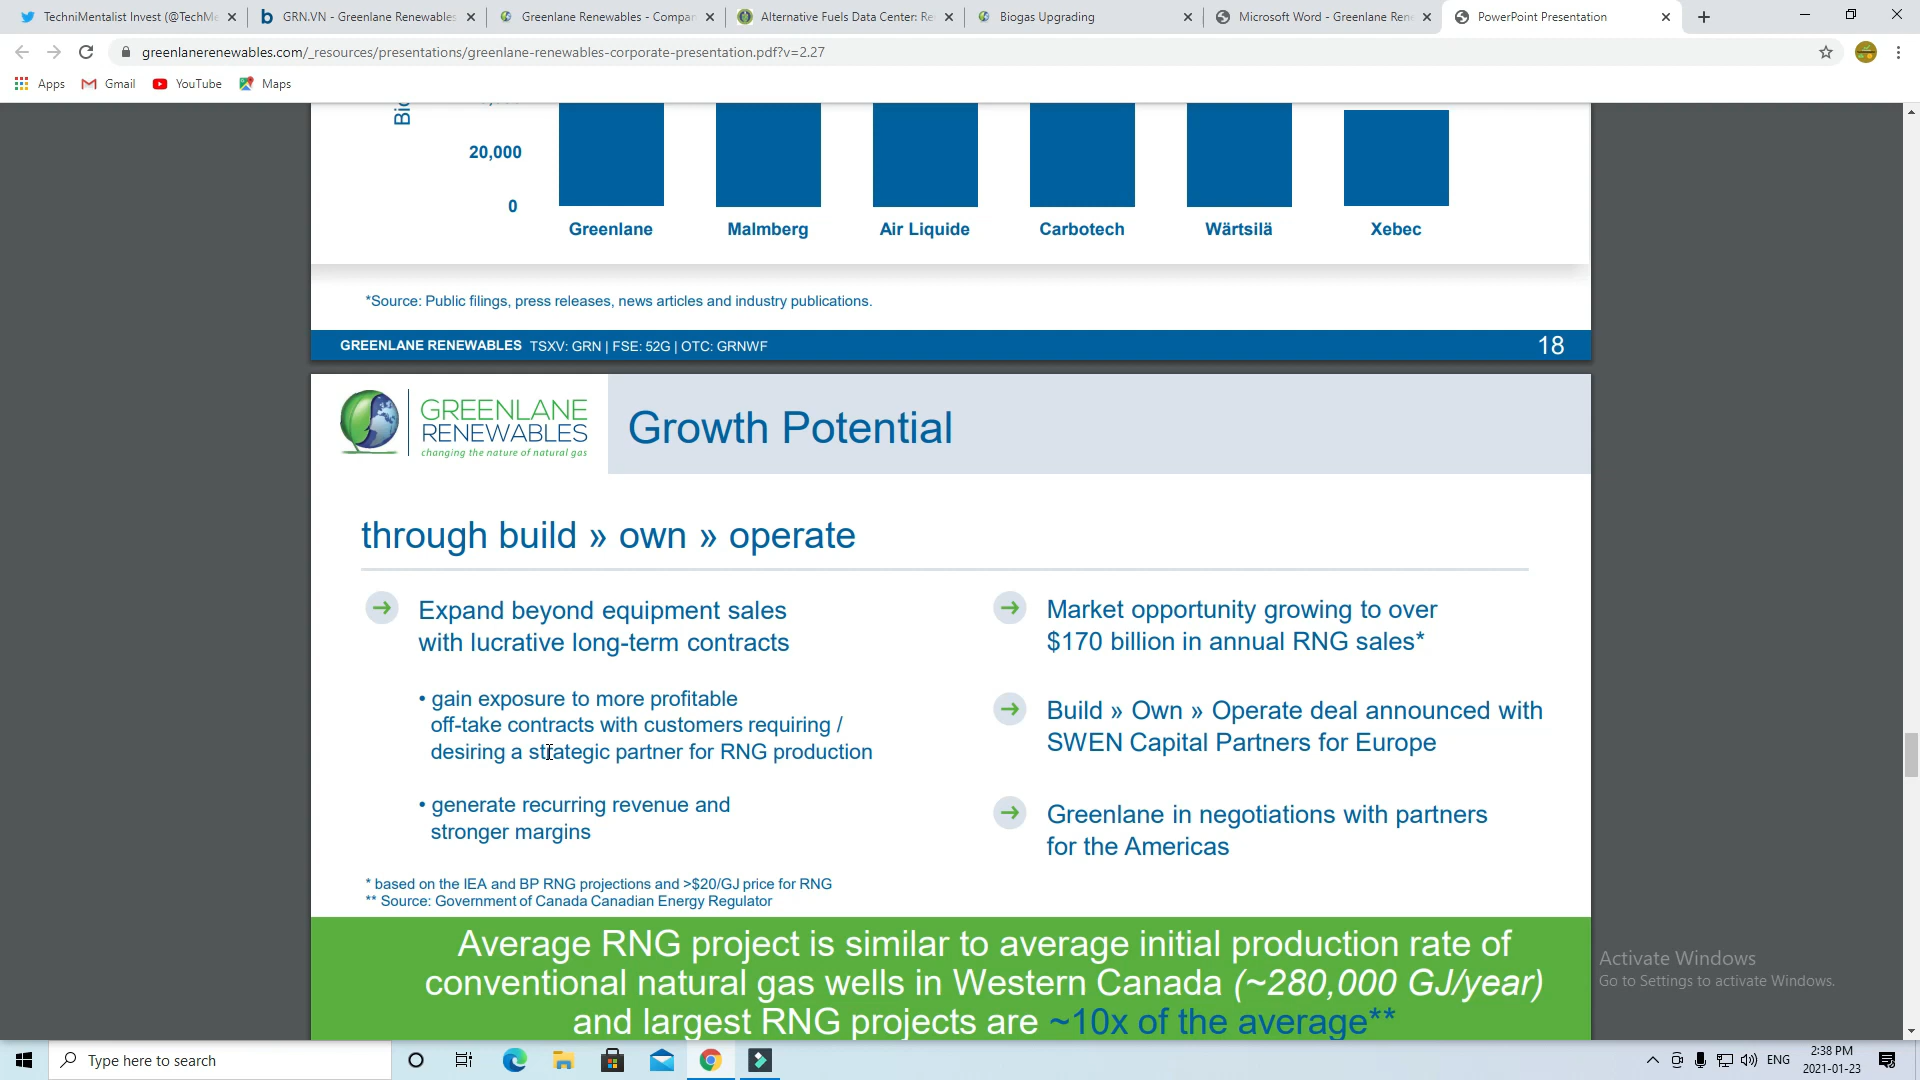 TechniMentalist Invest (@TechMe
GRN.VN - Greenlane Renewables
Greenlane Renewables - Compan
Alternative Fuels Data Center: Re
Biogas Upgrading
Microsoft Word - Greenlane Ren
PowerPoint Presentation
greenlanerenewables.com/_resources/presentations/greenlane-renewables-corporate-presentation.pdf?v=2.27
Apps Gmail YouTube Maps
20,000
0
Greenlane Malmberg Air Liquide Carbotech Wärtsilä Xebec
*Source: Public filings, press releases, news articles and industry publications.
GREENLANE RENEWABLES TSXV: GRN | FSE: 52G | OTC: GRNWF
18
GREENLANE
RENEWABLES
changing the nature of natural gas
Growth Potential
through build » own » operate
Expand beyond equipment sales
with lucrative long-term contracts
• gain exposure to more profitable
off-take contracts with customers requiring /
desiring a strategic partner for RNG production
• generate recurring revenue and
stronger margins
Market opportunity growing to over
$170 billion in annual RNG sales*
Build » Own » Operate deal announced with
SWEN Capital Partners for Europe
Greenlane in negotiations with partners
for the Americas
* based on the IEA and BP RNG projections and >$20/GJ price for RNG
** Source: Government of Canada Canadian Energy Regulator
Average RNG project is similar to average initial production rate of
conventional natural gas wells in Western Canada (~280,000 GJ/year)
and largest RNG projects are ~10x of the average**
Activate Windows
Go to Settings to activate Windows.
Type here to search
ENG
2:38 PM
2021-01-23